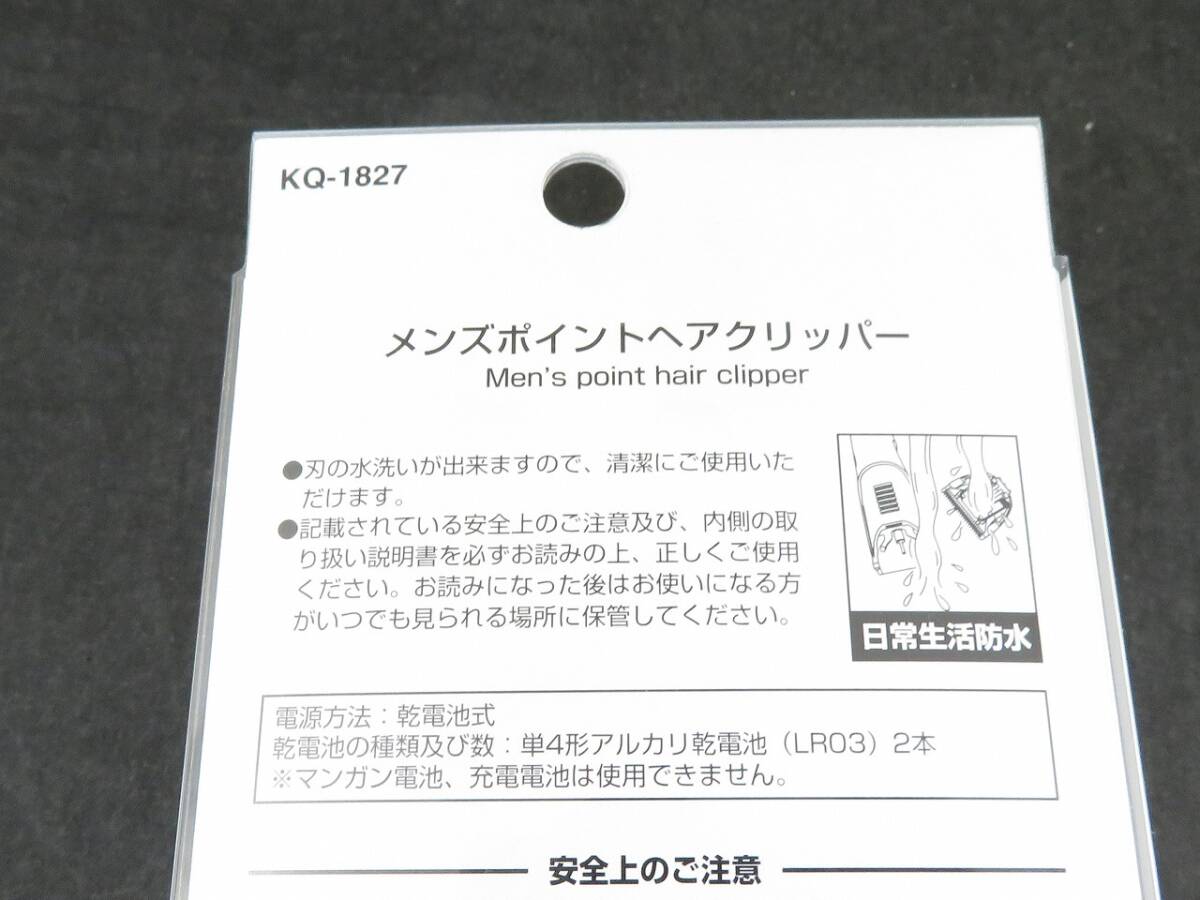 KQ-1827
メンズポイントヘアクリッパー
Men's point hair clipper
●刃の水洗いが出来ますので、清潔にご使用いた
だけます。
●記載されている安全上のご注意及び、内側の取
り扱い説明書を必ずお読みの上、正しくご使用
ください。お読みになった後はお使いになる方
がいつでも見られる場所に保管してください。
日常生活防水
電源方法：乾電池式
乾電池の種類及び数：単4形アルカリ乾電池（LR03）2本
※マンガン電池、充電電池は使用できません。
安全上のご注意